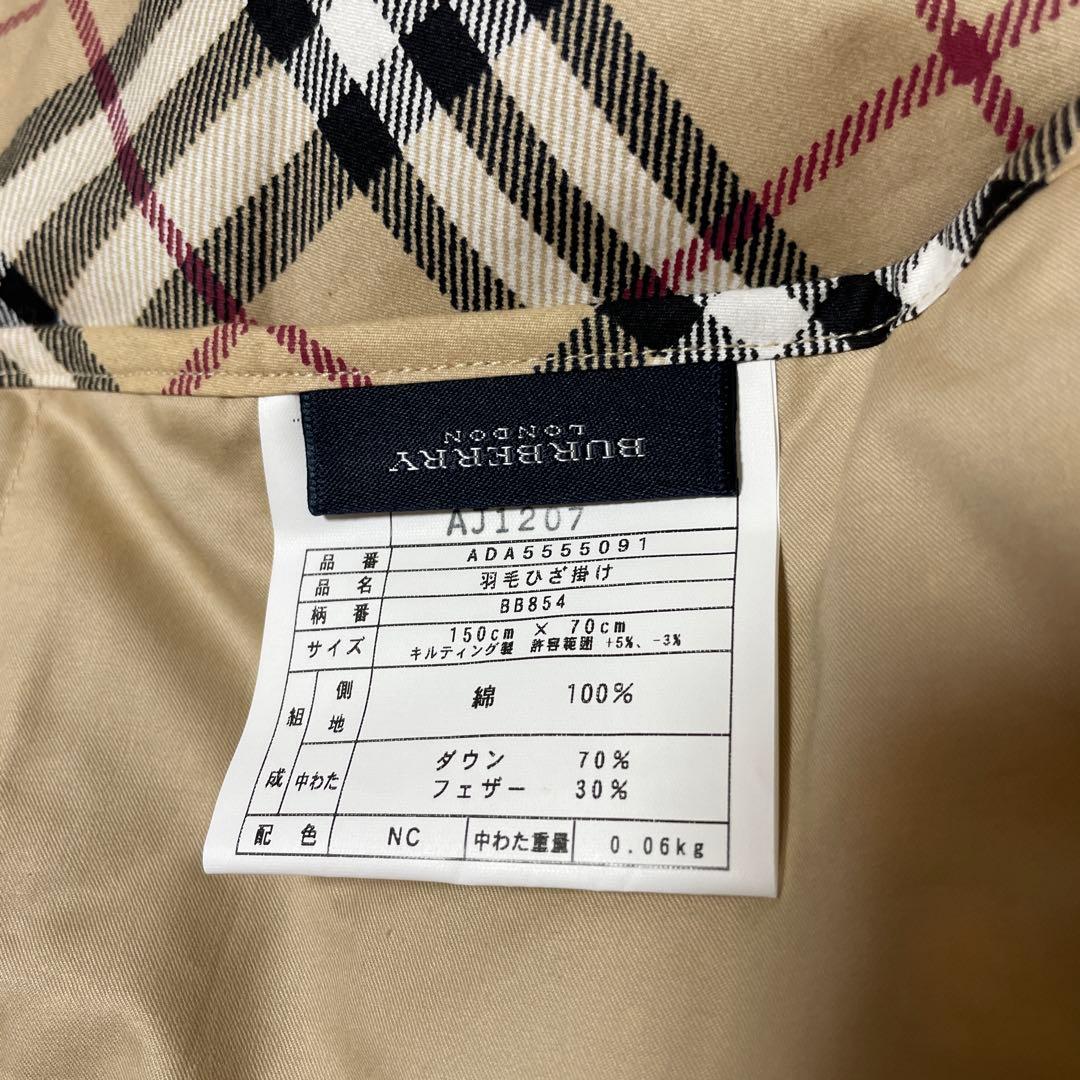 BURBERRY
LONDON
AJ1207
品番 ADA5555091
品名 羽毛ひざ掛け
柄番 BB854
サイズ 150cm × 70cm
キルティング製 許容範囲 +5%、-3%
組成 側地 綿 100%
中わた ダウン 70%
フェザー 30%
配色 NC 中わた重量 0.06kg